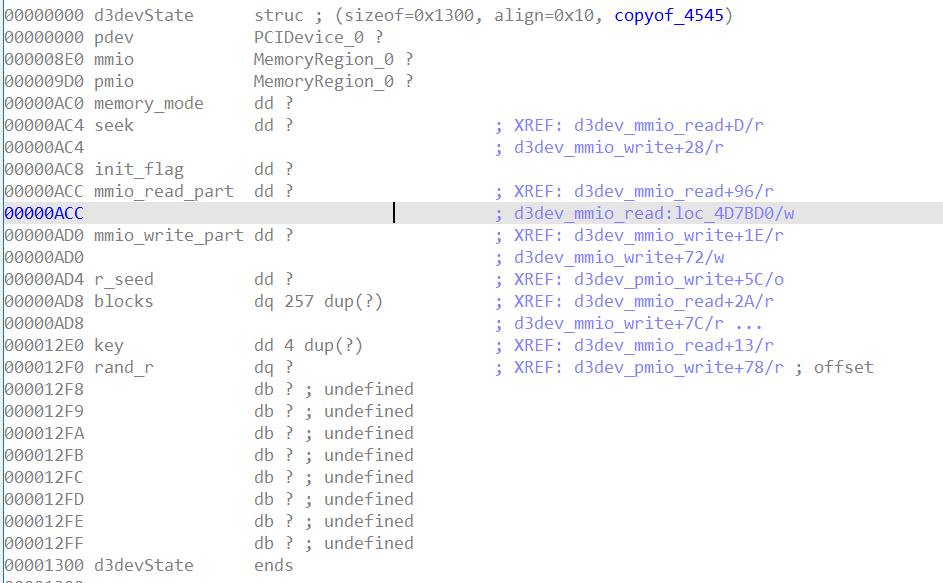 00000000 d3devState      struc ; (sizeof=0x1300, align=0x10, copyof_4545)
00000000 pdev            PCIDevice_0 ?
000008E0 mmio            MemoryRegion_0 ?
000009D0 pmio            MemoryRegion_0 ?
00000AC0 memory_mode     dd ?
00000AC4 seek            dd ?                    ; XREF: d3dev_mmio_read+D/r
00000AC4                                         ; d3dev_mmio_write+28/r
00000AC8 init_flag       dd ?
00000ACC mmio_read_part  dd ?                    ; XREF: d3dev_mmio_read+96/r
00000ACC                                         ; d3dev_mmio_read:loc_4D7BD0/w
00000AD0 mmio_write_part dd ?                    ; XREF: d3dev_mmio_write+1E/r
00000AD0                                         ; d3dev_mmio_write+72/w
00000AD4 r_seed          dd ?                    ; XREF: d3dev_pmio_write+5C/o
00000AD8 blocks          dq 257 dup(?)           ; XREF: d3dev_mmio_read+2A/r
00000AD8                                         ; d3dev_mmio_write+7C/r ...
000012E0 key             dd 4 dup(?)             ; XREF: d3dev_mmio_read+13/r
000012F0 rand_r          dq ?                    ; XREF: d3dev_pmio_write+78/r ; offset
000012F8                 db ? ; undefined
000012F9                 db ? ; undefined
000012FA                 db ? ; undefined
000012FB                 db ? ; undefined
000012FC                 db ? ; undefined
000012FD                 db ? ; undefined
000012FE                 db ? ; undefined
000012FF                 db ? ; undefined
00001300 d3devState      ends